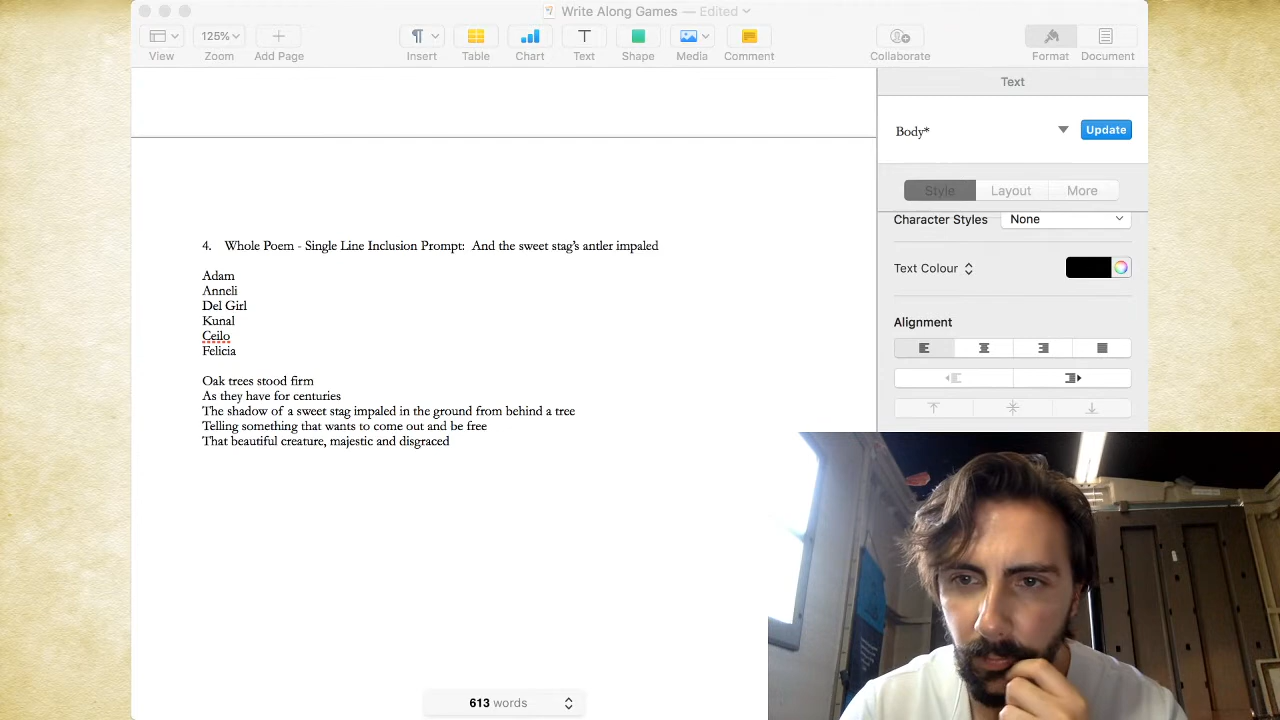 Write Along Games — Edited
125%
View
Zoom
Add Page
Insert
Table
Chart
Text
Shape
Media
Comment
Collaborate
Format
Document
Text
Body*
Update
Style
Layout
More
Character Styles
None
Text Colour
Alignment
4. Whole Poem - Single Line Inclusion Prompt: And the sweet stag's antler impaled
Adam
Anneli
Del Girl
Kunal
Ceilo
Felicia
Oak trees stood firm
As they have for centuries
The shadow of a sweet stag impaled in the ground from behind a tree
Telling something that wants to come out and be free
That beautiful creature, majestic and disgraced
613 words